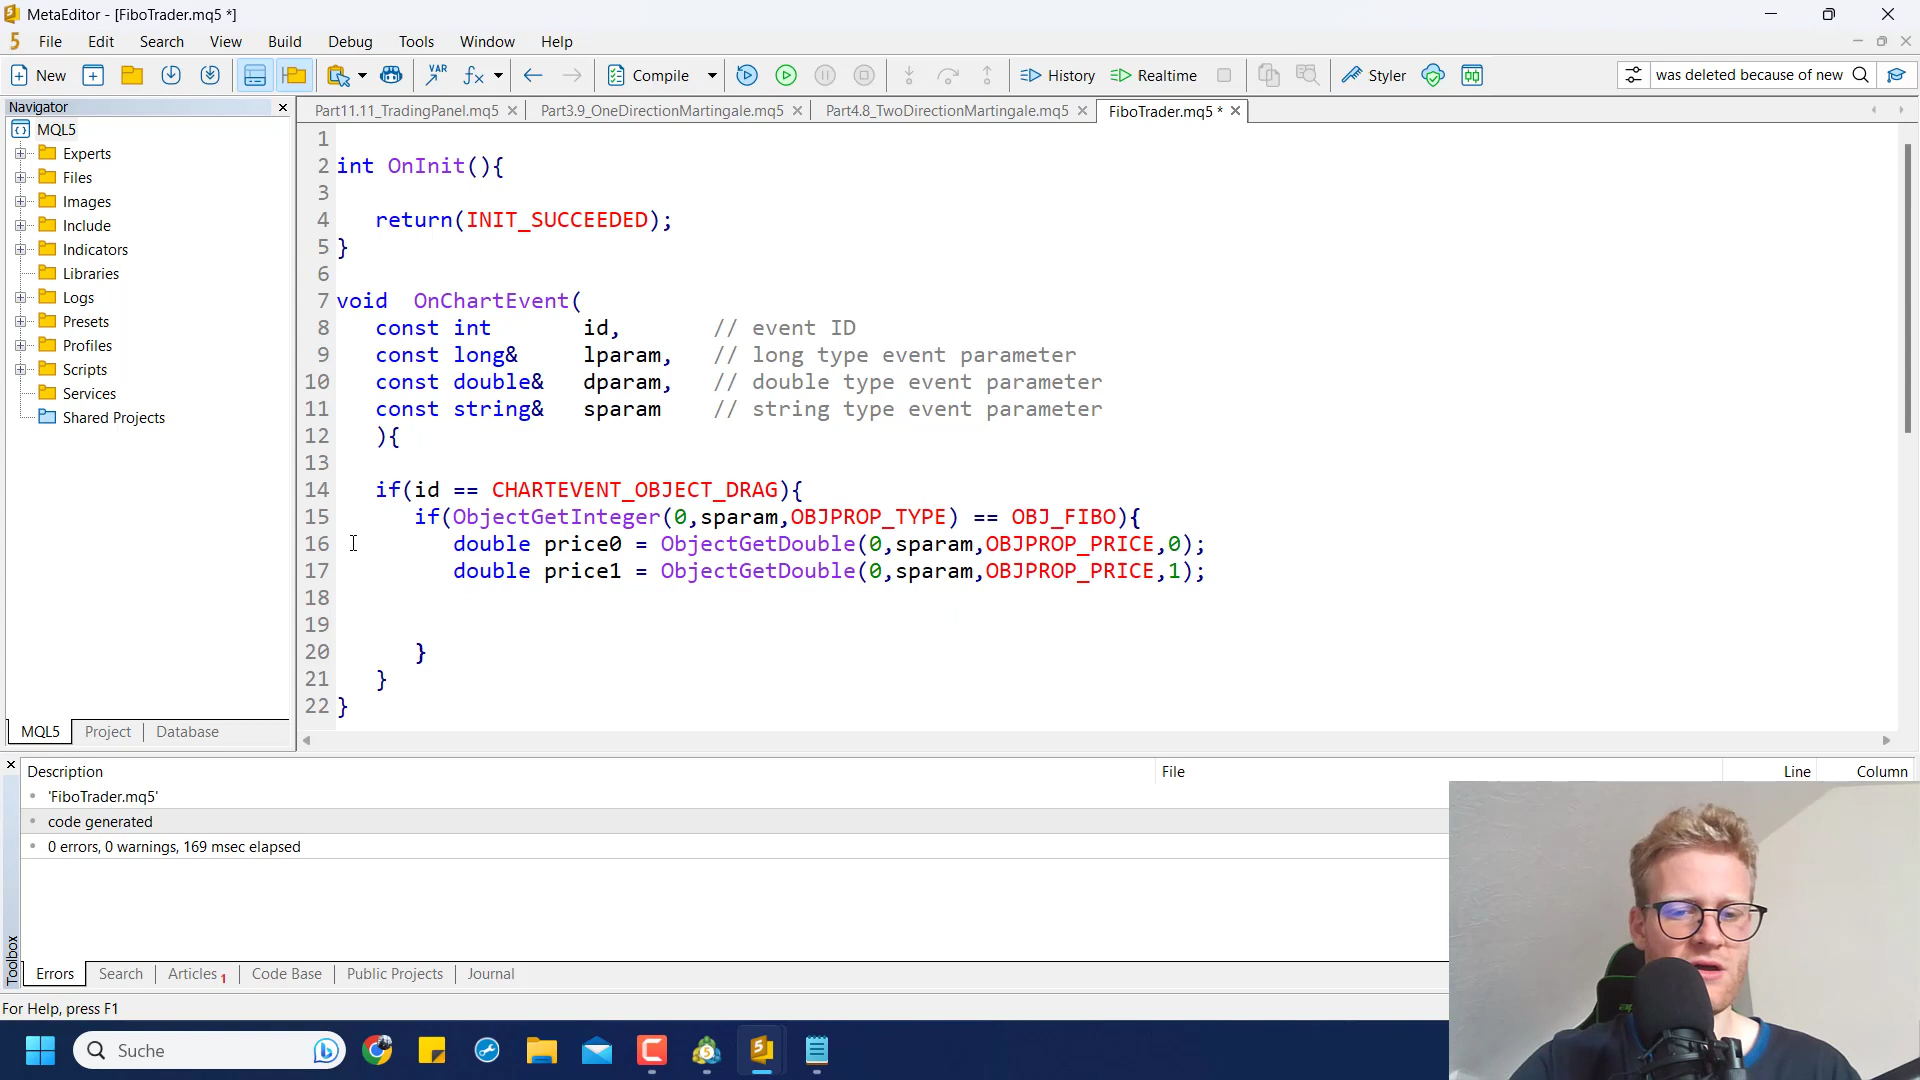 MetaEditor - [FiboTrader.mq5 *]
5 File Edit Search View Build Debug Tools Window Help
New VAR fx Compile History Realtime Styler was deleted because of new
Navigator
MQL5
Experts
Files
Images
Include
Indicators
Libraries
Logs
Presets
Profiles
Scripts
Services
Shared Projects
MQL5 Project Database
Part11.11_TradingPanel.mq5 Part3.9_OneDirectionMartingale.mq5 Part4.8_TwoDirectionMartingale.mq5 FiboTrader.mq5 *
1
2 int OnInit(){
3
4 return(INIT_SUCCEEDED);
5 }
6
7 void OnChartEvent(
8 const int id, // event ID
9 const long& lparam, // long type event parameter
10 const double& dparam, // double type event parameter
11 const string& sparam // string type event parameter
12 ){
13
14 if(id == CHARTEVENT_OBJECT_DRAG){
15 if(ObjectGetInteger(0,sparam,OBJPROP_TYPE) == OBJ_FIBO){
16 double price0 = ObjectGetDouble(0,sparam,OBJPROP_PRICE,0);
17 double price1 = ObjectGetDouble(0,sparam,OBJPROP_PRICE,1);
18
19
20 }
21 }
22 }
Description File Line Column
'FiboTrader.mq5'
code generated
0 errors, 0 warnings, 169 msec elapsed
Toolbox
Errors Search Articles 1 Code Base Public Projects Journal
For Help, press F1
Suche